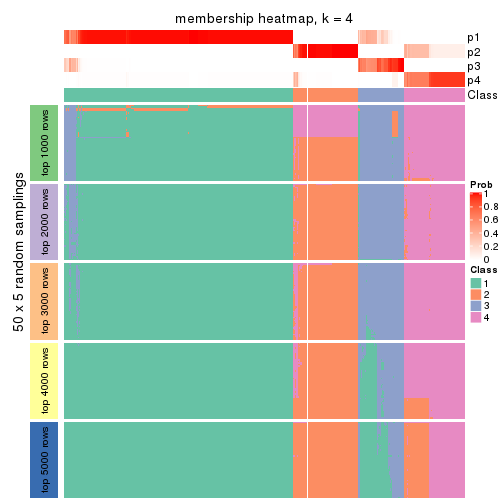 membership heatmap, k = 4
p1
p2
p3
p4
Class
50 x 5 random samplings
top 1000 rows
top 2000 rows
top 3000 rows
top 4000 rows
top 5000 rows
Prob
1
0.8
0.6
0.4
0.2
0
Class
1
2
3
4